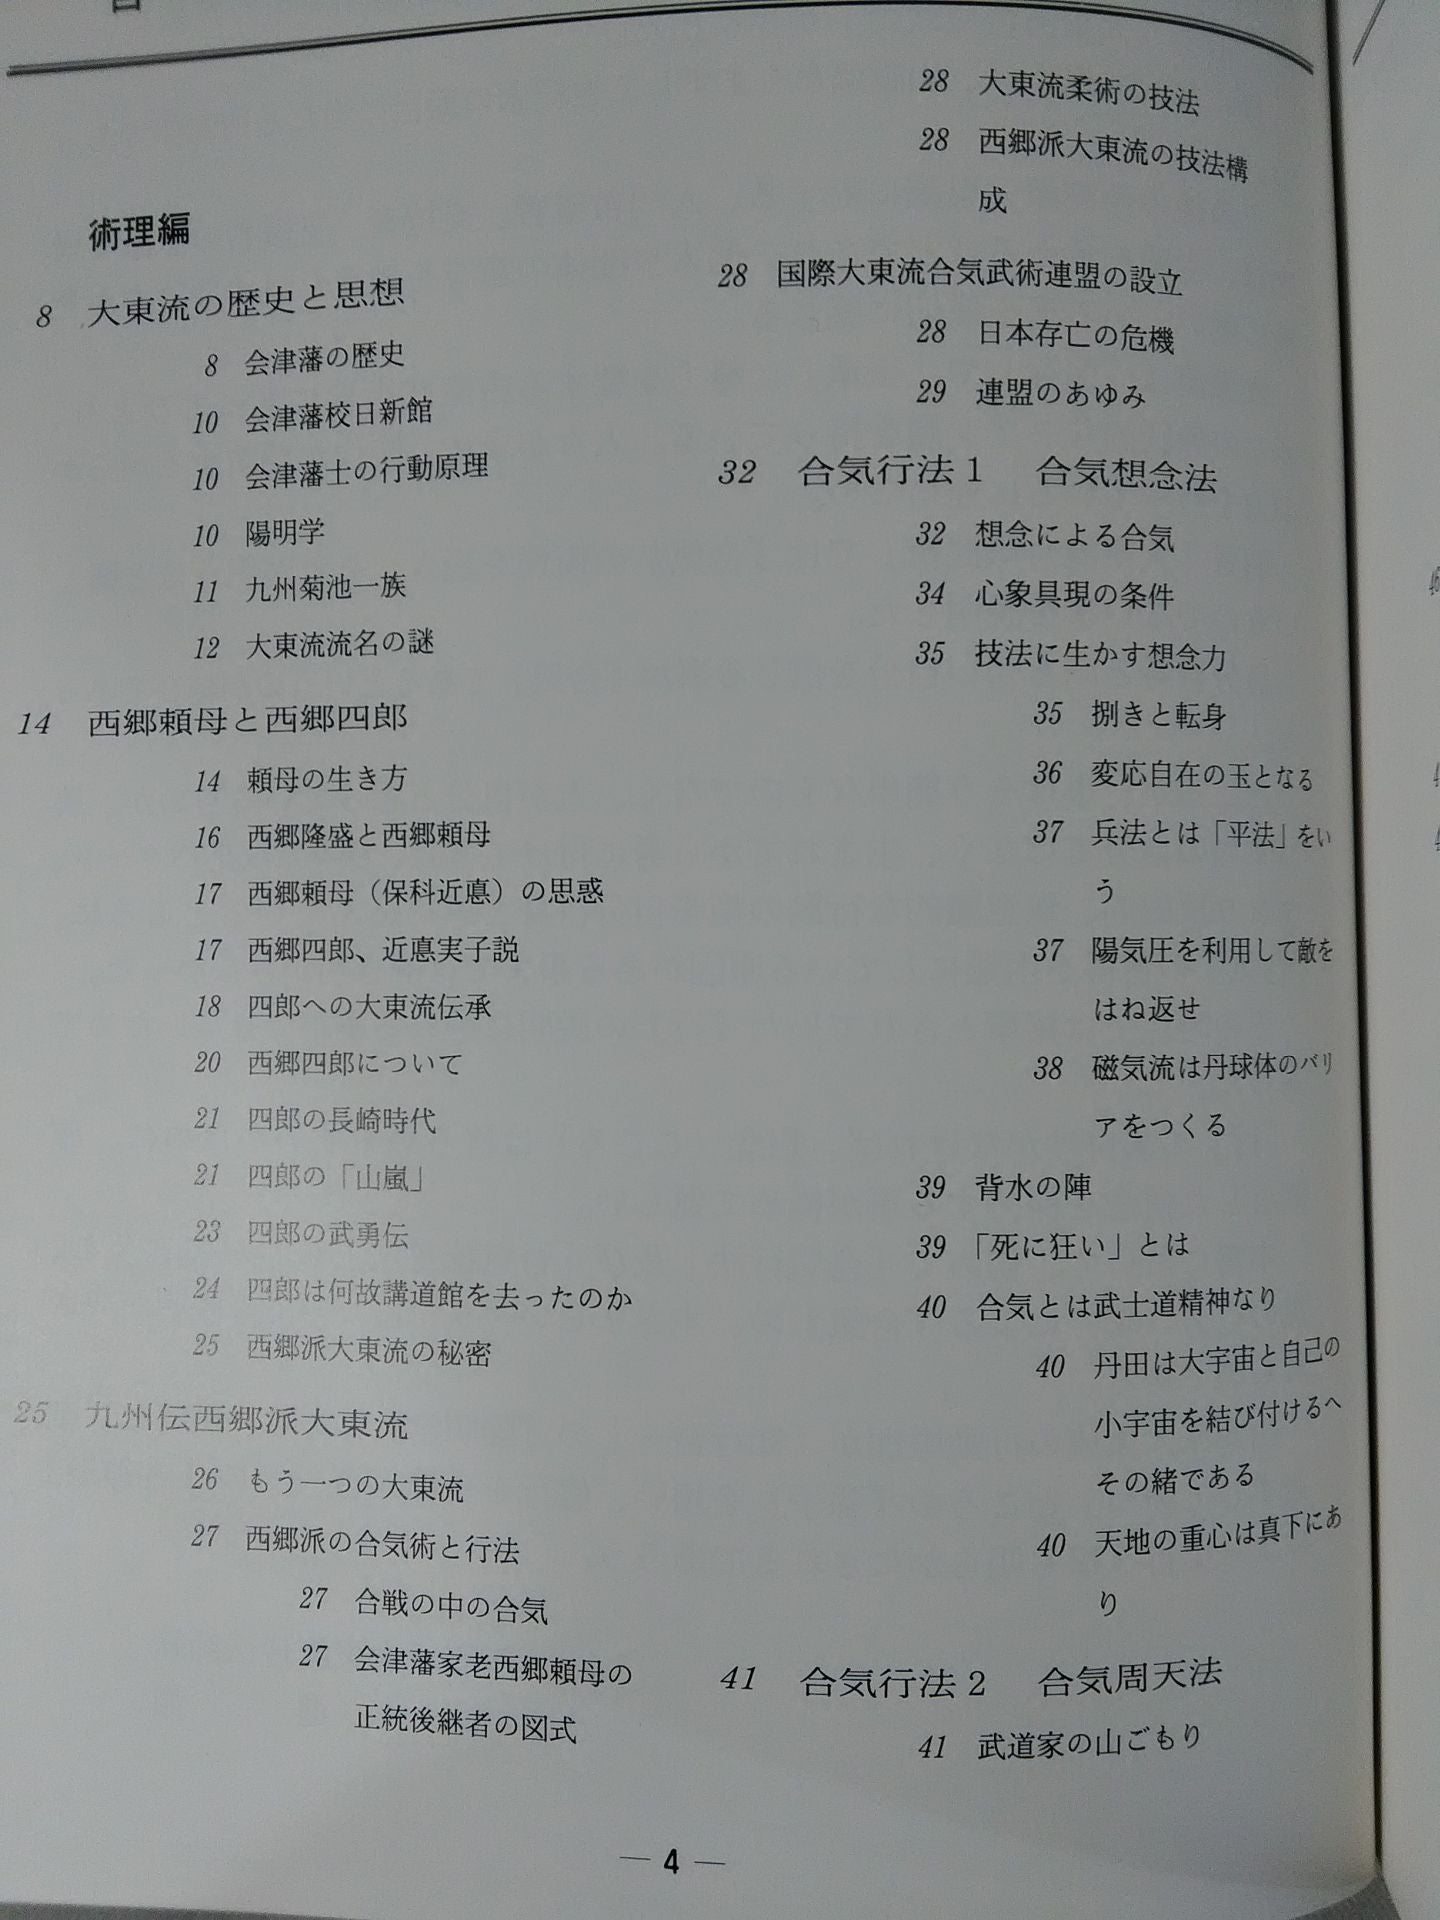 術理編
8 大東流の歴史と思想
8 会津藩の歴史
10 会津藩校日新館
10 会津藩士の行動原理
10 陽明学
11 九州菊池一族
12 大東流流名の謎
14 西郷頼母と西郷四郎
14 頼母の生き方
16 西郷隆盛と西郷頼母
17 西郷頼母（保科近悳）の思惑
17 西郷四郎、近悳実子説
18 四郎への大東流伝承
20 西郷四郎について
21 四郎の長崎時代
21 四郎の「山嵐」
23 四郎の武勇伝
24 四郎は何故講道館を去ったのか
25 西郷派大東流の秘密
25 九州伝西郷派大東流
26 もう一つの大東流
27 西郷派の合気術と行法
27 合戦の中の合気
27 会津藩家老西郷頼母の
正統後継者の図式
28 大東流柔術の技法
28 西郷派大東流の技法構
成
28 国際大東流合気武術連盟の設立
28 日本存亡の危機
29 連盟のあゆみ
32 合気行法1 合気想念法
32 想念による合気
34 心象具現の条件
35 技法に生かす想念力
35 捌きと転身
36 変応自在の玉となる
37 兵法とは「平法」をい
う
37 陽気圧を利用して敵を
はね返せ
38 磁気流は丹球体のバリ
アをつくる
39 背水の陣
39 「死に狂い」とは
40 合気とは武士道精神なり
40 丹田は大宇宙と自己の
小宇宙を結び付けるへ
その緒である
40 天地の重心は真下にあ
り
41 合気行法2 合気周天法
41 武道家の山ごもり
— 4 —